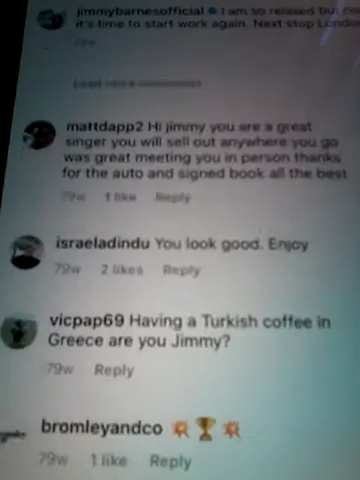 jimmybarnesofficial I am so relaxed but
it's time to start work again. Next stop
79w
mattdapp2 Hi jimmy you are a great
singer you will sell out anywhere you go
was great meeting you in person thanks
for the auto and signed book all the best
79w 1 like Reply
israeladindu You look good. Enjoy
79w 2 likes Reply
vicpap69 Having a Turkish coffee in
Greece are you Jimmy?
79w Reply
bromleyandco 💥🏆💥
79w 1 like Reply